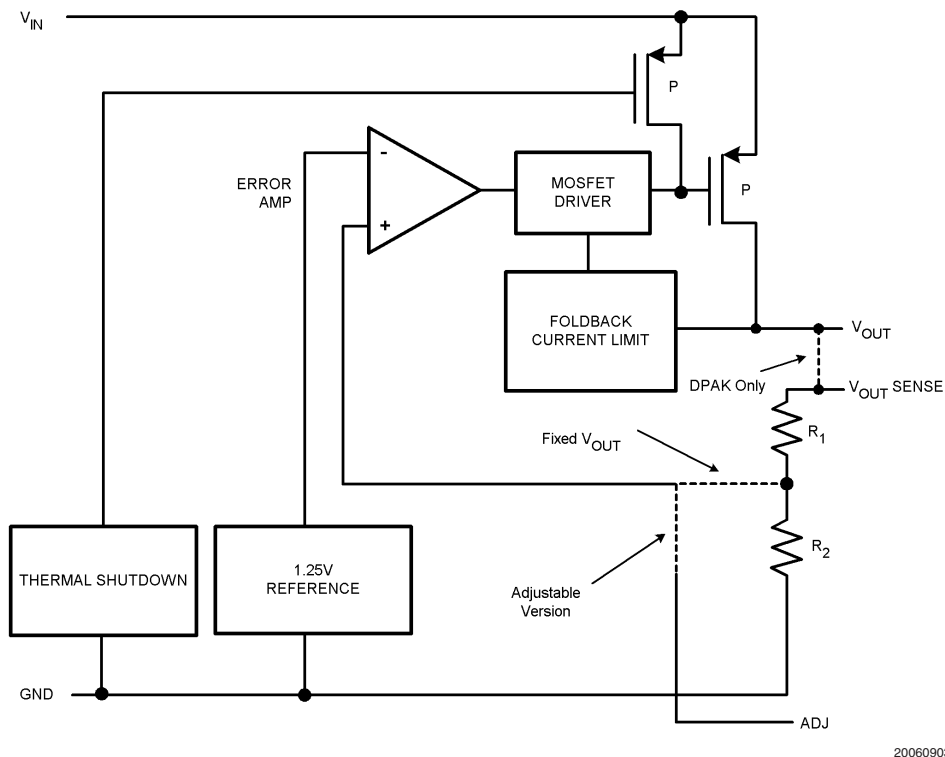 VIN
P
-
ERROR
AMP
+
MOSFET
DRIVER
P
FOLDBACK
CURRENT LIMIT
VOUT
DPAK Only
VOUT SENSE
R1
Fixed VOUT
R2
THERMAL SHUTDOWN
1.25V
REFERENCE
Adjustable
Version
GND
ADJ